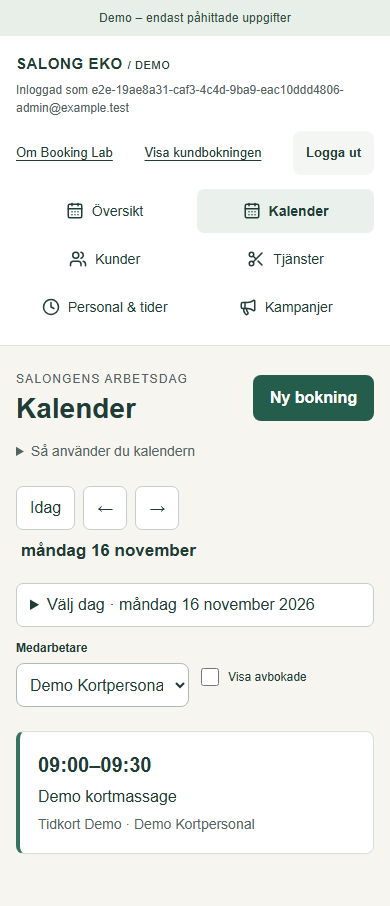 Demo – endast påhittade uppgifter
SALONG EKO / DEMO
Inloggad som e2e-19ae8a31-caf3-4c4d-9ba9-eac10ddd4806-
admin@example.test
Om Booking Lab
Visa kundbokningen
Logga ut
Översikt
Kalender
Kunder
Tjänster
Personal & tider
Kampanjer
SALONGENS ARBETSDAG
Kalender
Ny bokning
Så använder du kalendern
Idag
← →
måndag 16 november
Välj dag · måndag 16 november 2026
Medarbetare
Demo Kortpersona
Visa avbokade
09:00–09:30
Demo kortmassage
Tidkort Demo · Demo Kortpersonal